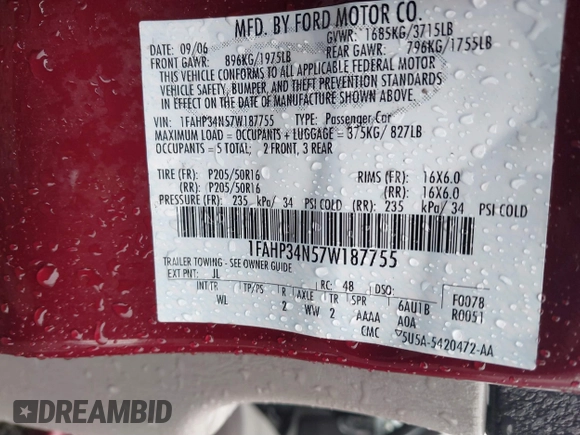 MFD. BY FORD MOTOR CO.
DATE: 09/06 GVWR: 1685KG/3715LB
FRONT GAWR: 896KG/1975LB REAR GAWR: 796KG/1755LB
THIS VEHICLE CONFORMS TO ALL APPLICABLE FEDERAL MOTOR
VEHICLE SAFETY, BUMPER, AND THEFT PREVENTION STANDARDS
IN EFFECT ON THE DATE OF MANUFACTURE SHOWN ABOVE.
VIN: 1FAHP34N57W187755 TYPE: Passenger Car
MAXIMUM LOAD = OCCUPANTS + LUGGAGE = 375KG/ 827LB
OCCUPANTS = 5 TOTAL; 2 FRONT, 3 REAR
TIRE (FR): P205/50R16 RIMS (FR): 16X6.0
(RR): P205/50R16 (RR): 16X6.0
PRESSURE (FR): 235 kPa/ 34 PSI COLD (RR): 235 kPa/ 34 PSI COLD
1FAHP34N57W187755
TRAILER TOWING - SEE OWNER GUIDE
EXT PNT: JL RC: 48 DSO:
INT TR TP/PS R AXLE TR SPR 6AU1B F0078
WL 2 WW 2 AAAA A0A R0051
CMC 5U5A-5420472-AA
DREAMBID